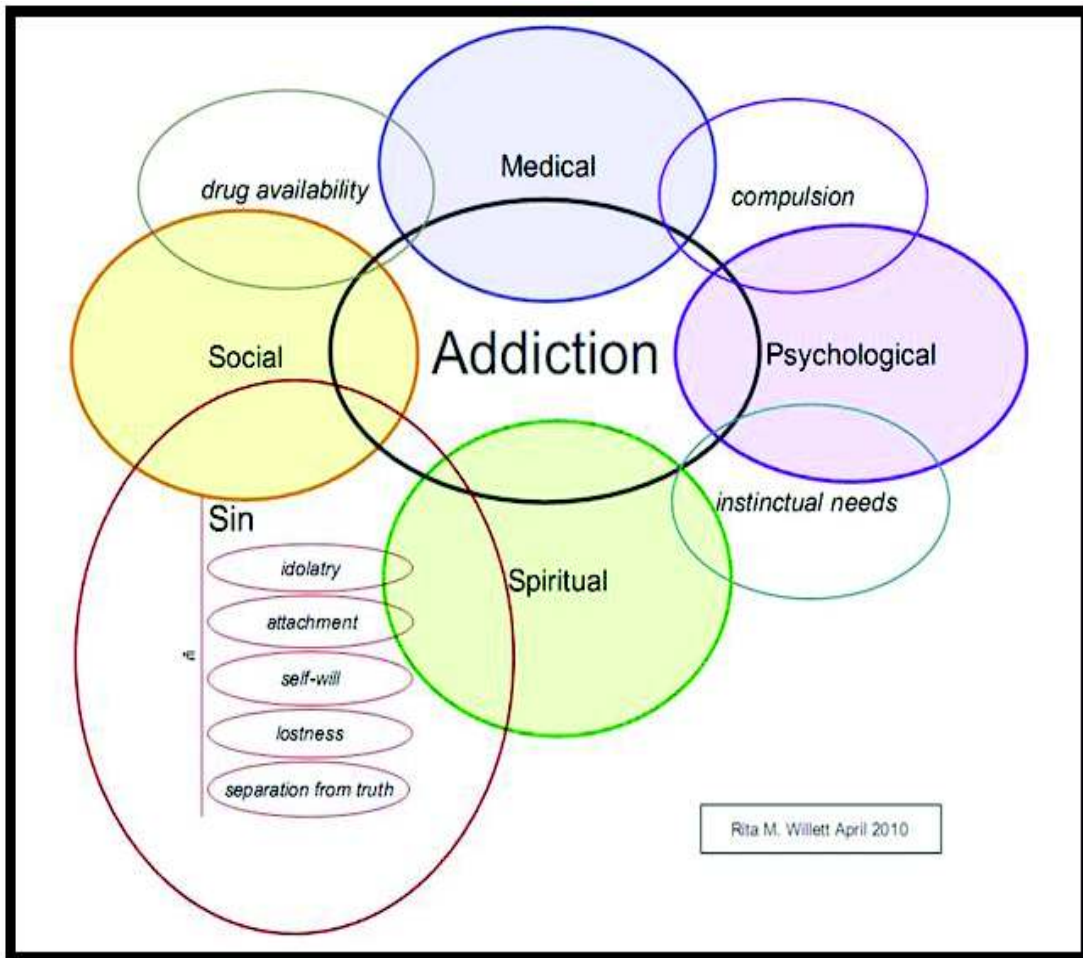 Medical
drug availability
compulsion
Social
Addiction
Psychological
Sin
instinctual needs
idolatry
Spiritual
attachment
self-will
lostness
separation from truth
Rita M. Willett April 2010